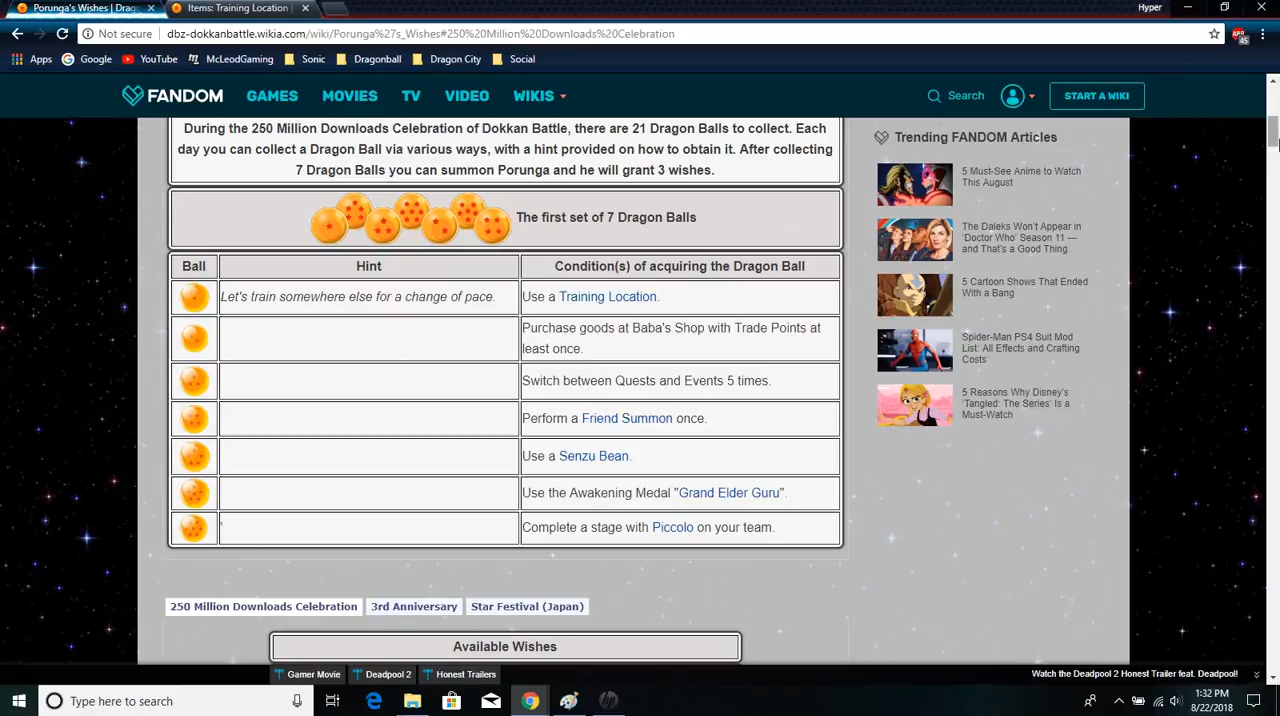 Porunga's Wishes | Drag
Items: Training Location |
Hyper
Not secure
dbz-dokkanbattle.wikia.com/wiki/Porunga%27s_Wishes#250%20Million%20Downloads%20Celebration
45
Apps
Google
YouTube
McLeodGaming
Sonic
Dragonball
Dragon City
Social
FANDOM
GAMES
MOVIES
TV
VIDEO
WIKIS
Search
START A WIKI
During the 250 Million Downloads Celebration of Dokkan Battle, there are 21 Dragon Balls to collect. Each
day you can collect a Dragon Ball via various ways, with a hint provided on how to obtain it. After collecting
7 Dragon Balls you can summon Porunga and he will grant 3 wishes.
The first set of 7 Dragon Balls
Ball
Hint
Condition(s) of acquiring the Dragon Ball
Let's train somewhere else for a change of pace.
Use a Training Location.
Purchase goods at Baba's Shop with Trade Points at
least once.
Switch between Quests and Events 5 times.
Perform a Friend Summon once.
Use a Senzu Bean.
Use the Awakening Medal "Grand Elder Guru".
'
Complete a stage with Piccolo on your team.
250 Million Downloads Celebration
3rd Anniversary
Star Festival (Japan)
Available Wishes
Trending FANDOM Articles
5 Must-See Anime to Watch
This August
The Daleks Won't Appear in
'Doctor Who' Season 11 —
and That's a Good Thing
5 Cartoon Shows That Ended
With a Bang
Spider-Man PS4 Suit Mod
List: All Effects and Crafting
Costs
5 Reasons Why Disney's
'Tangled: The Series' Is a
Must-Watch
Gamer Movie
Deadpool 2
Honest Trailers
Watch the Deadpool 2 Honest Trailer feat. Deadpool!
Type here to search
1:32 PM
8/22/2018